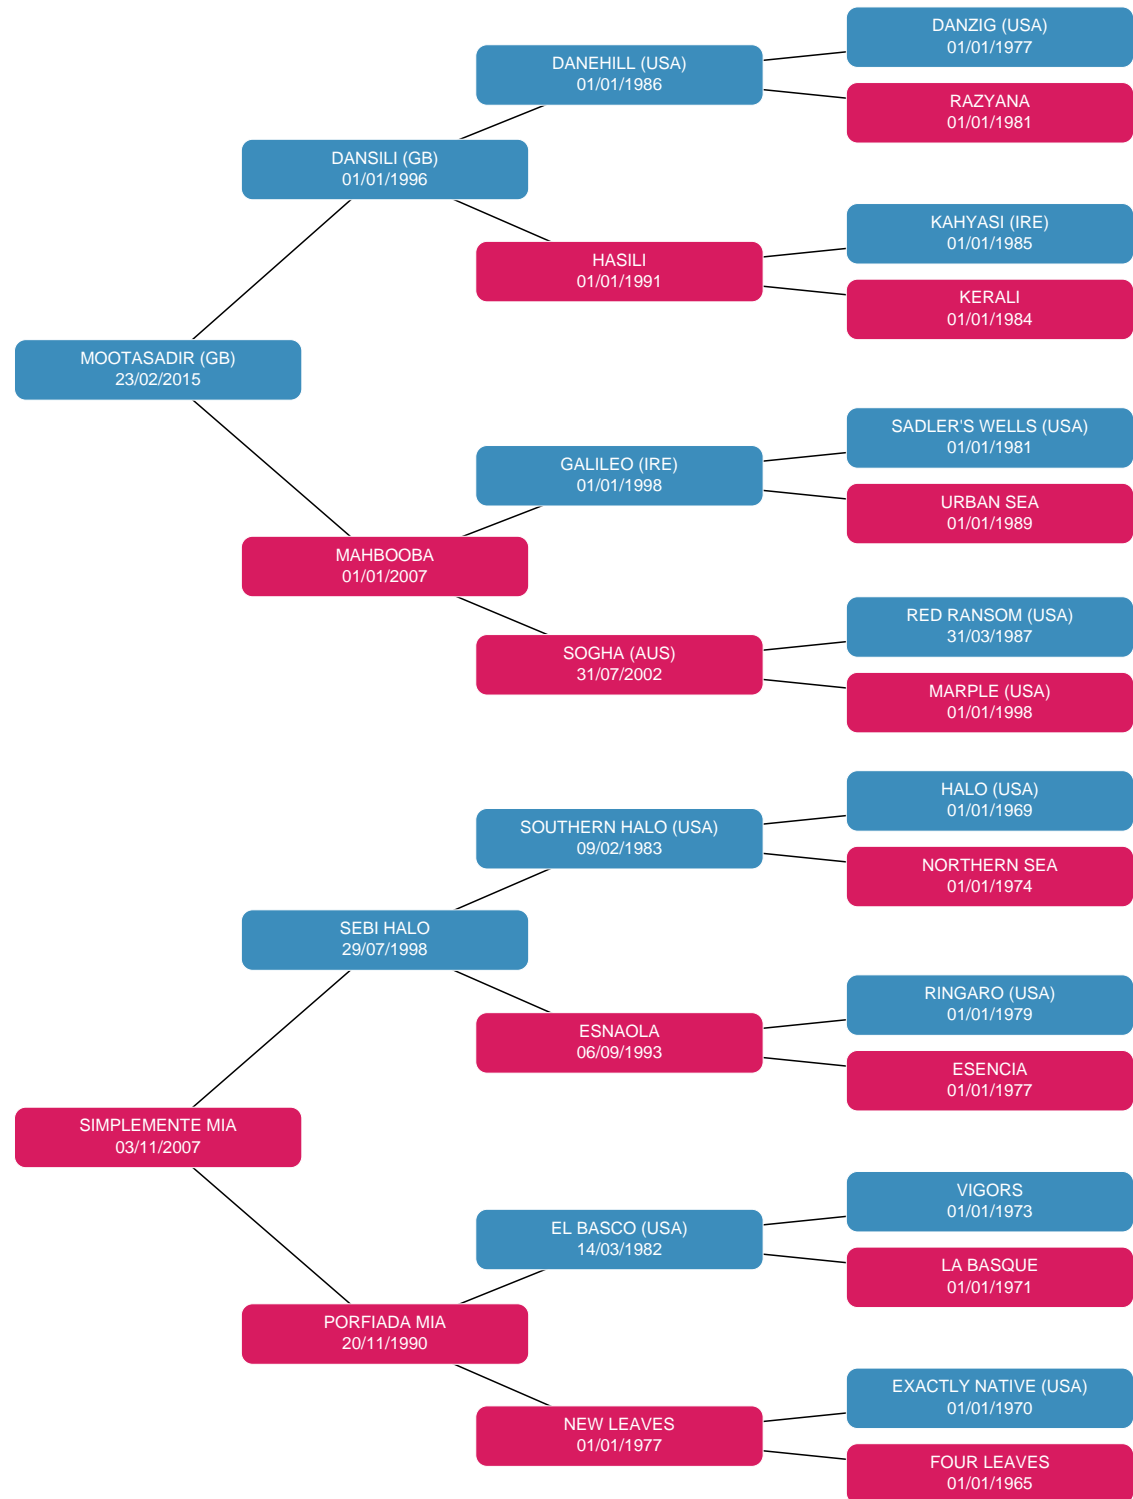 DANZIG (USA)
01/01/1977
DANEHILL (USA)
01/01/1986
RAZYANA
01/01/1981
DANSILI (GB)
01/01/1996
KAHYASI (IRE)
01/01/1985
HASILI
01/01/1991
KERALI
01/01/1984
MOOTASADIR (GB)
23/02/2015
SADLER'S WELLS (USA)
01/01/1981
GALILEO (IRE)
01/01/1998
URBAN SEA
01/01/1989
MAHBOOBA
01/01/2007
RED RANSOM (USA)
31/03/1987
SOGHA (AUS)
31/07/2002
MARPLE (USA)
01/01/1998
HALO (USA)
01/01/1969
SOUTHERN HALO (USA)
09/02/1983
NORTHERN SEA
01/01/1974
SEBI HALO
29/07/1998
RINGARO (USA)
01/01/1979
ESNAOLA
06/09/1993
ESENCIA
01/01/1977
SIMPLEMENTE MIA
03/11/2007
VIGORS
01/01/1973
EL BASCO (USA)
14/03/1982
LA BASQUE
01/01/1971
PORFIADA MIA
20/11/1990
EXACTLY NATIVE (USA)
01/01/1970
NEW LEAVES
01/01/1977
FOUR LEAVES
01/01/1965